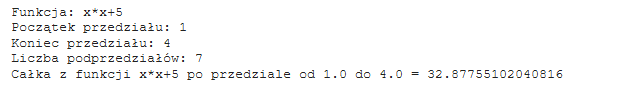 Funkcja: x*x+5
Początek przedziału: 1
Koniec przedziału: 4
Liczba podprzedziałów: 7
Całka z funkcji x*x+5 po przedziale od 1.0 do 4.0 = 32.87755102040816